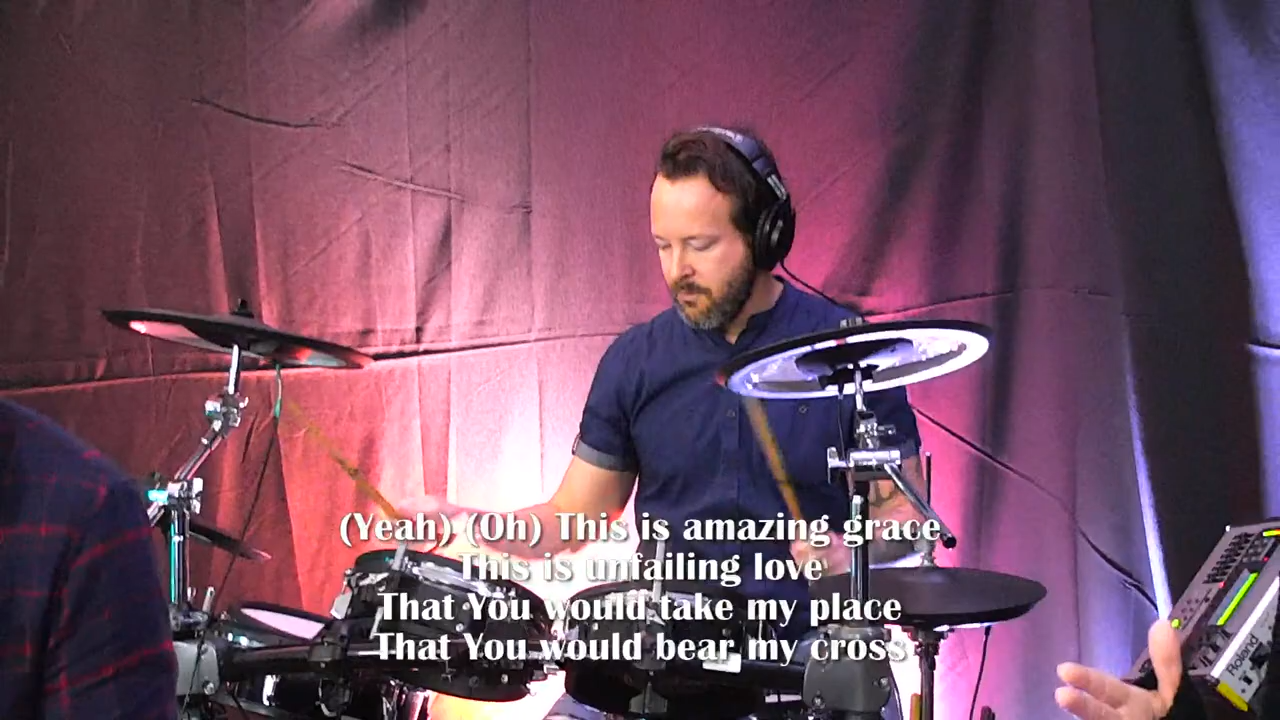 (Yeah) (Oh) This is amazing grace
This is unfailing love
That You would take my place
That You would bear my cross
Roland